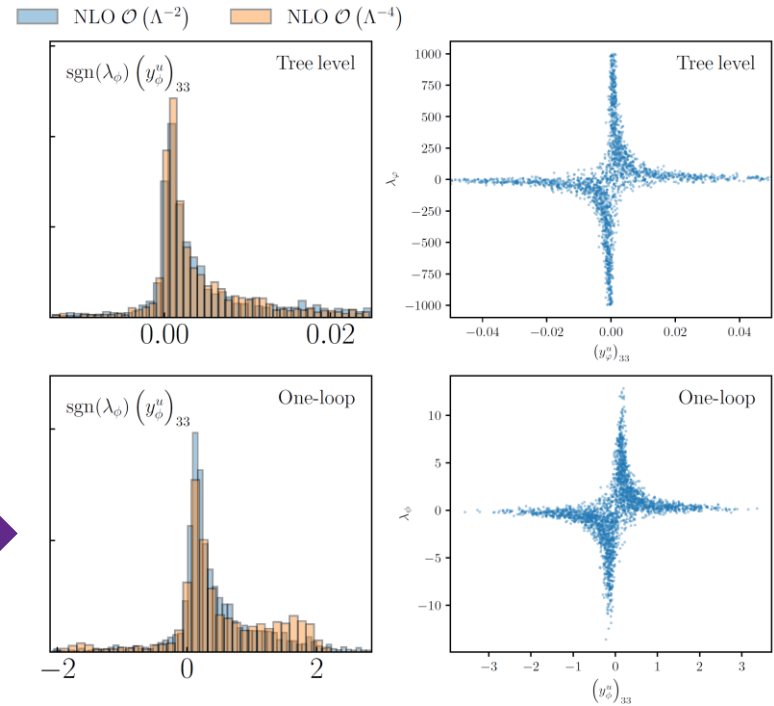 NLO 𝒪 (Λ⁻²) NLO 𝒪 (Λ⁻⁴)
sgn(λ_ϕ) (y^u_ϕ)_33 Tree level
0.00 0.02
Tree level
1000
750
500
250
0
−250
−500
−750
−1000
λ_φ
−0.04 −0.02 0.00 0.02 0.04
(y^u_φ)_33
sgn(λ_ϕ) (y^u_ϕ)_33 One-loop
−2 0 2
One-loop
10
5
0
−5
−10
λ_ϕ
−3 −2 −1 0 1 2 3
(y^u_ϕ)_33